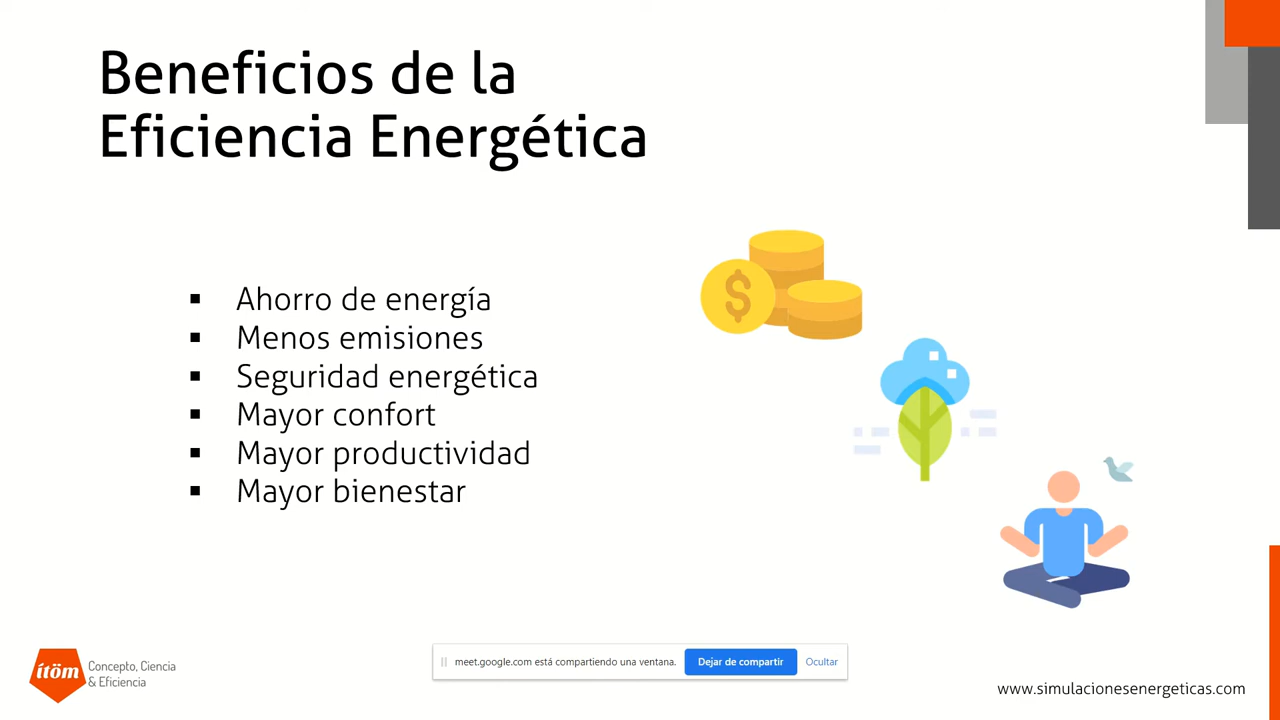 Beneficios de la
Eficiencia Energética
▪ Ahorro de energía
▪ Menos emisiones
▪ Seguridad energética
▪ Mayor confort
▪ Mayor productividad
▪ Mayor bienestar
$
ítöm
Concepto, Ciencia
& Eficiencia
meet.google.com está compartiendo una ventana. Dejar de compartir Ocultar
www.simulacionesenergeticas.com